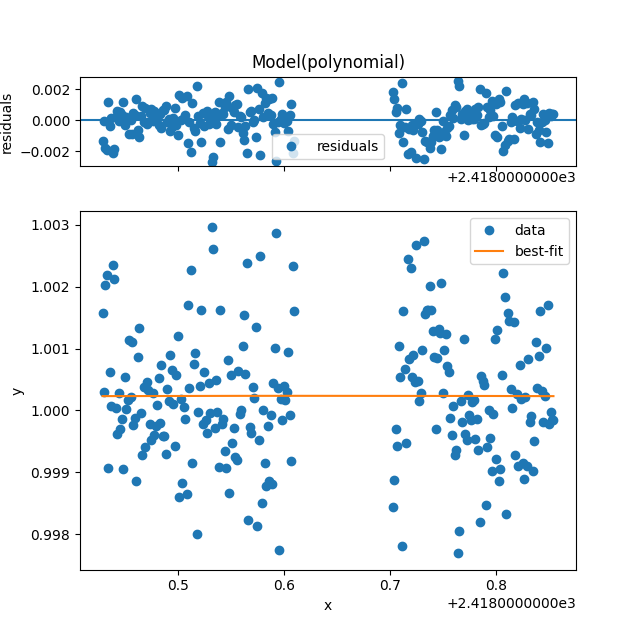 Model(polynomial)
0.002
0.000
−0.002
residuals
residuals
+2.4180000000e3
1.003
1.002
1.001
1.000
0.999
0.998
y
data
best-fit
0.5 0.6 0.7 0.8
x
+2.4180000000e3